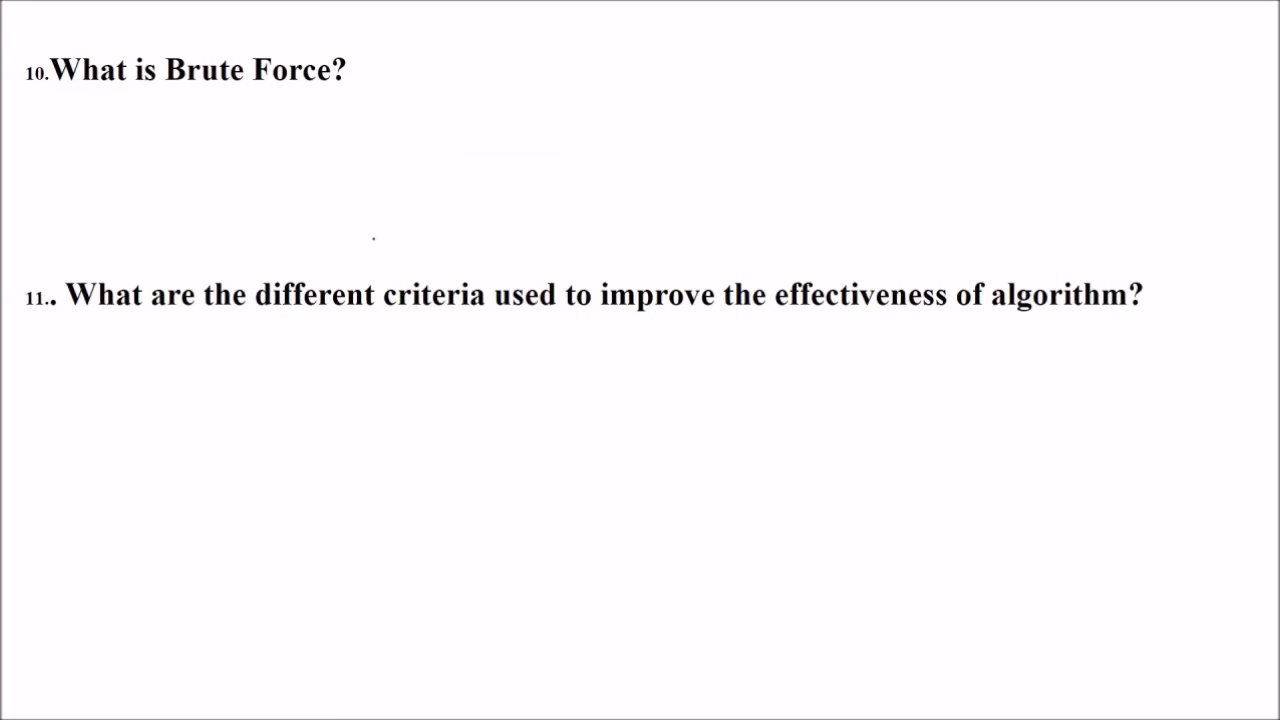 10.What is Brute Force?
11.. What are the different criteria used to improve the effectiveness of algorithm?